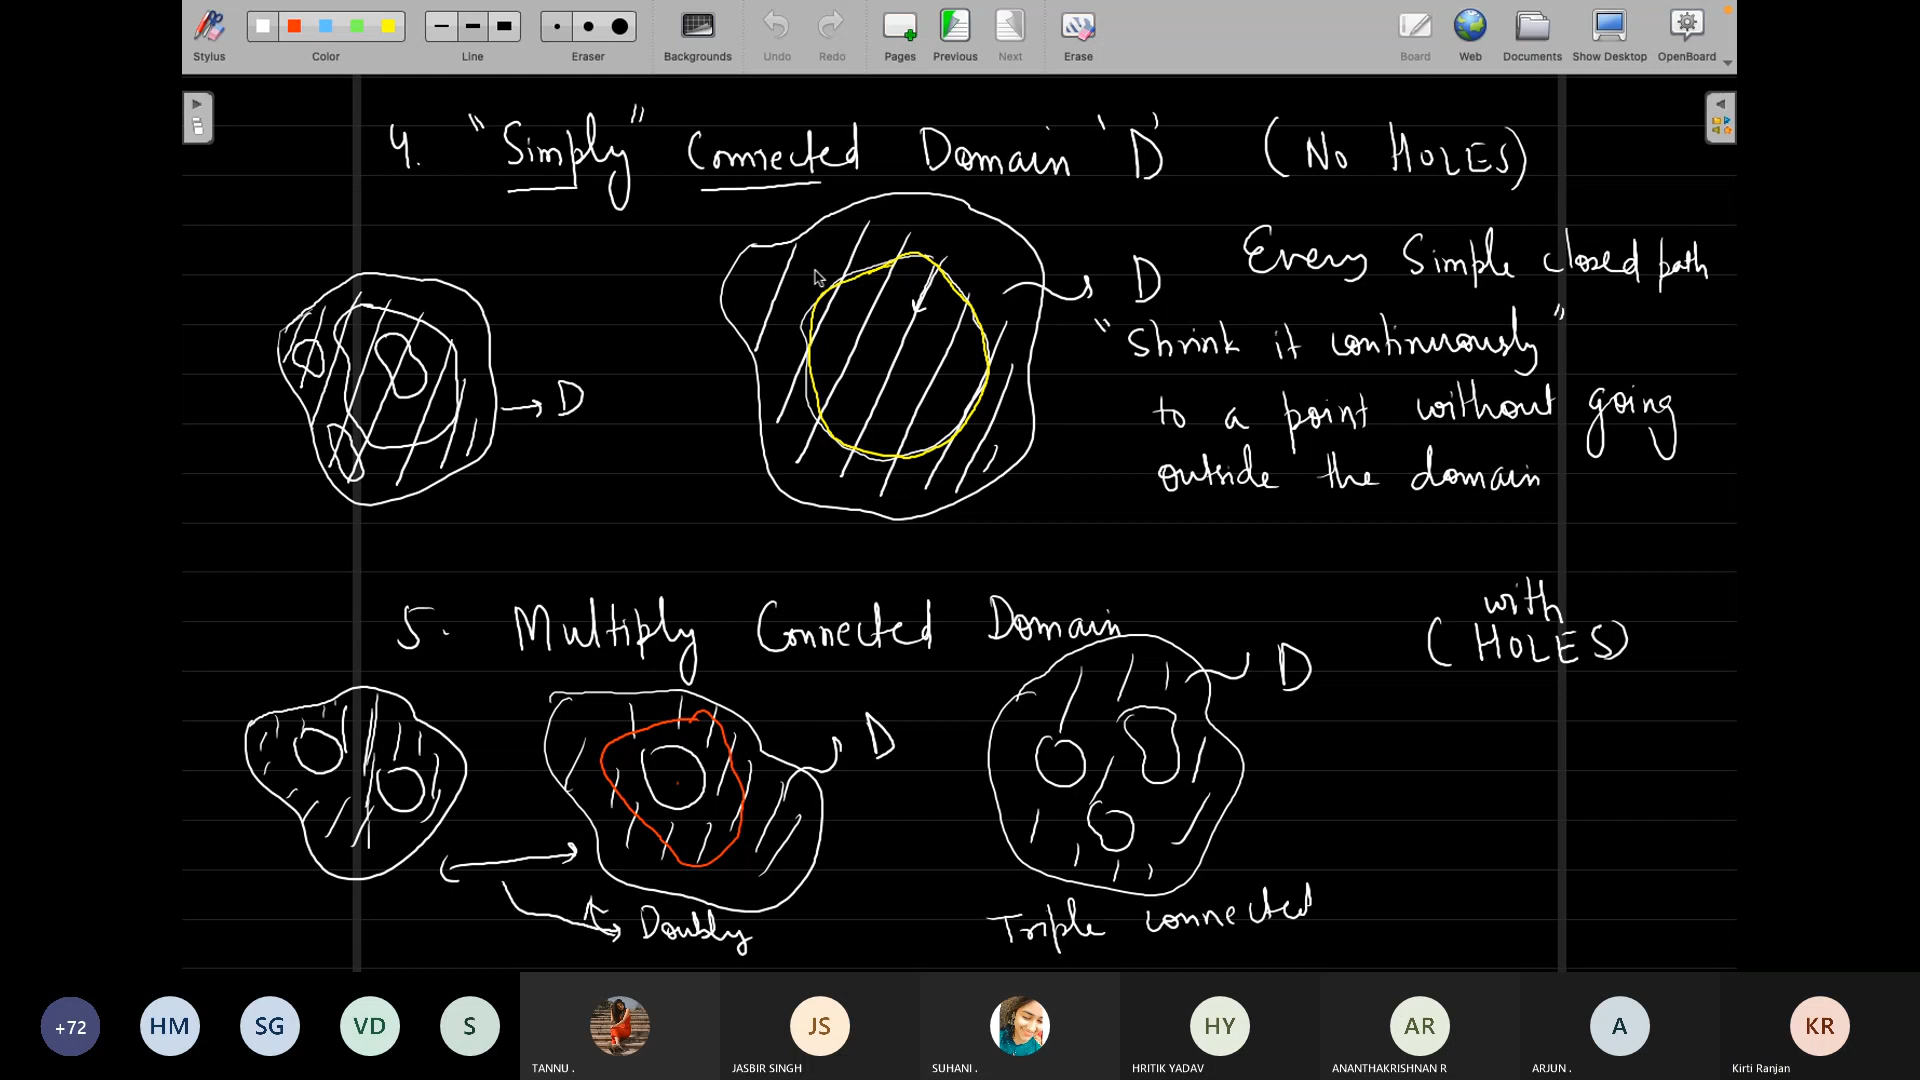 Stylus Color Line Eraser Backgrounds Undo Redo Pages Previous Next Erase Board Web Documents Show Desktop OpenBoard
4. "Simply" Connected Domain 'D' (No HOLES)
Every Simple closed path
D
"Shrink it continuously"
D
to a point without going
outside the domain
5. Multiply Connected Domain
with
(HOLES)
D
D
Doubly
Triple connected
+72 HM SG VD S JS HY AR A KR
TANNU . JASBIR SINGH SUHANI . HRITIK YADAV ANANTHAKRISHNAN R ARJUN . Kirti Ranjan